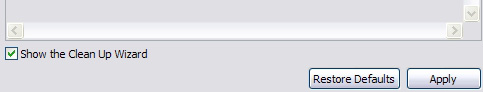 Show the Clean Up Wizard
Restore Defaults Apply